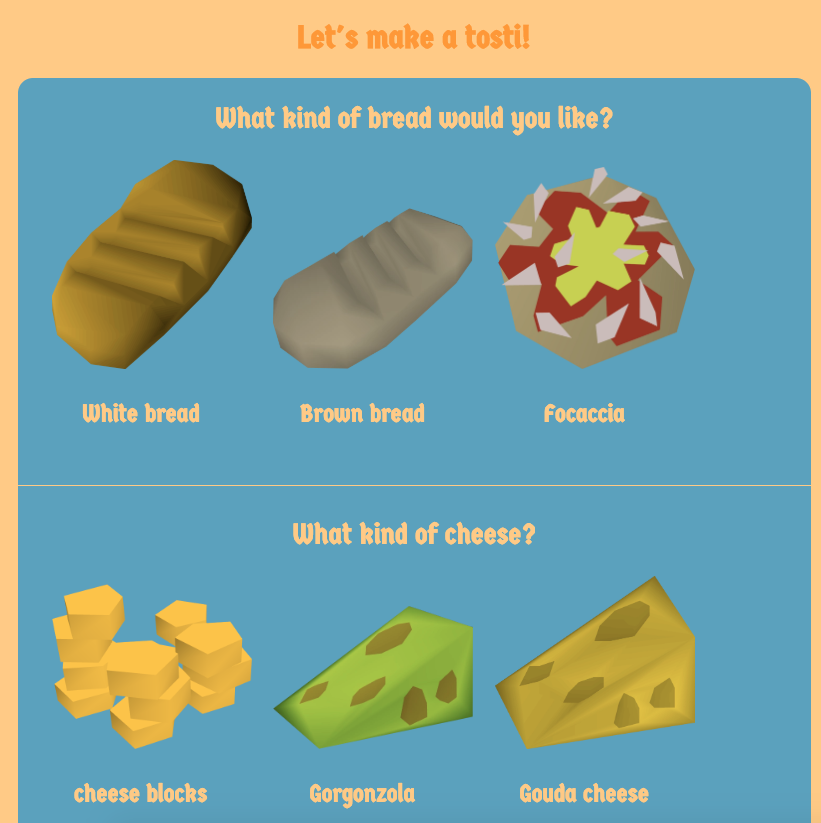 Let's make a tosti!
What kind of bread would you like?
White bread
Brown bread
Focaccia
What kind of cheese?
cheese blocks
Gorgonzola
Gouda cheese